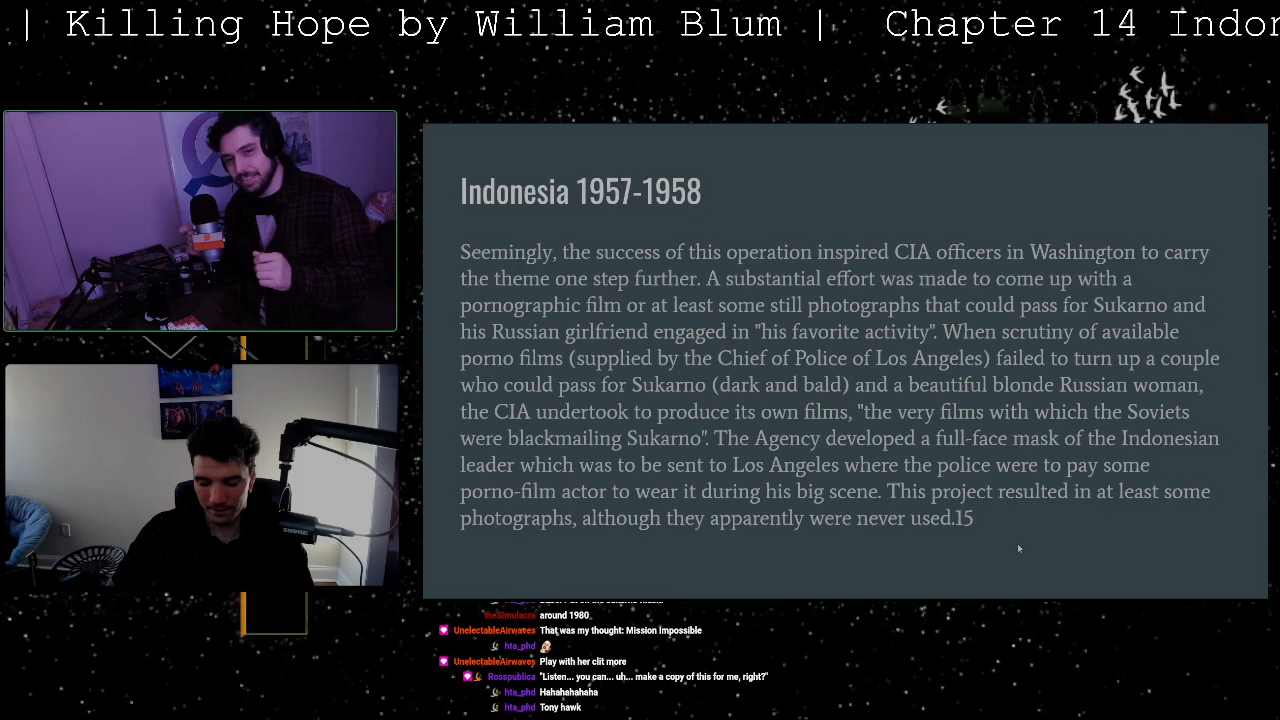 | Killing Hope by William Blum | Chapter 14 Indon
Indonesia 1957-1958
Seemingly, the success of this operation inspired CIA officers in Washington to carry
the theme one step further. A substantial effort was made to come up with a
pornographic film or at least some still photographs that could pass for Sukarno and
his Russian girlfriend engaged in "his favorite activity". When scrutiny of available
porno films (supplied by the Chief of Police of Los Angeles) failed to turn up a couple
who could pass for Sukarno (dark and bald) and a beautiful blonde Russian woman,
the CIA undertook to produce its own films, "the very films with which the Soviets
were blackmailing Sukarno". The Agency developed a full-face mask of the Indonesian
leader which was to be sent to Los Angeles where the police were to pay some
porno-film actor to wear it during his big scene. This project resulted in at least some
photographs, although they apparently were never used.15
theSimulacra around 1980
UnelectableAirwaves That was my thought: Mission Impossible
hta_phd
UnelectableAirwaves Play with her clit more
Rosspublica "Listen... you can... uh... make a copy of this for me, right?"
hta_phd Hahahahahaha
hta_phd Tony hawk
SHURE